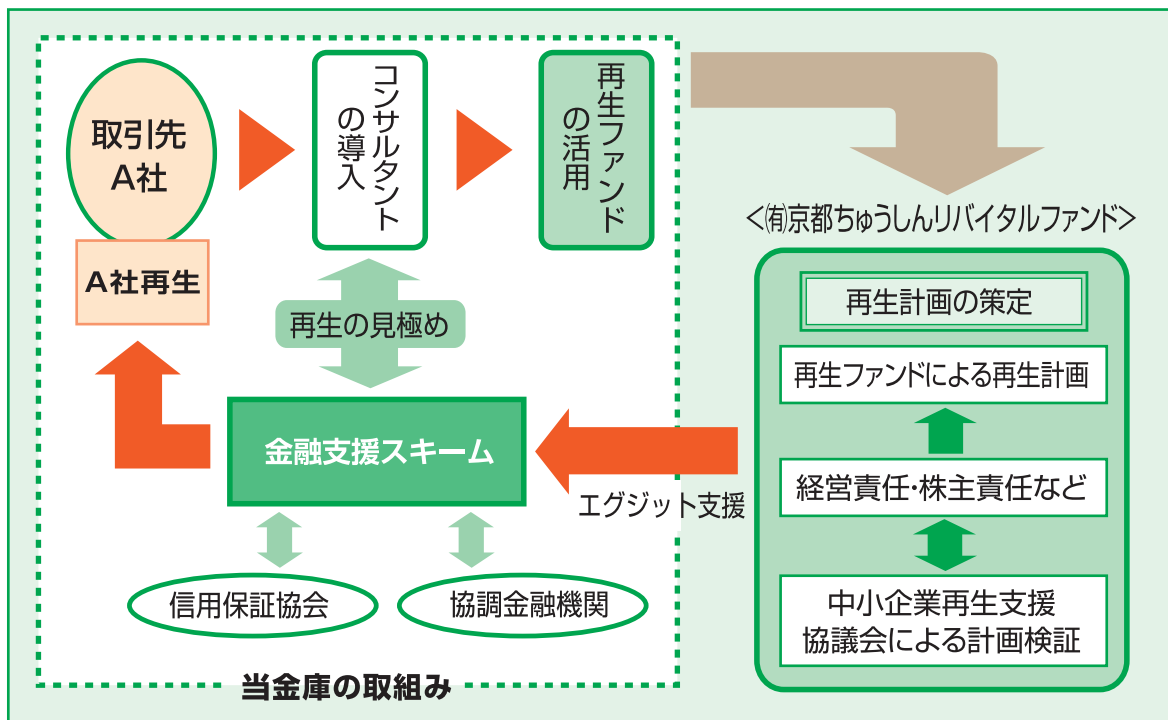 取引先
A社
コンサルタント
の導入
再生ファンド
の活用
A社再生
再生の見極め
金融支援スキーム
エグジット支援
信用保証協会
協調金融機関
当金庫の取組み
<㈲京都ちゅうしんリバイタルファンド>
再生計画の策定
再生ファンドによる再生計画
経営責任・株主責任など
中小企業再生支援
協議会による計画検証